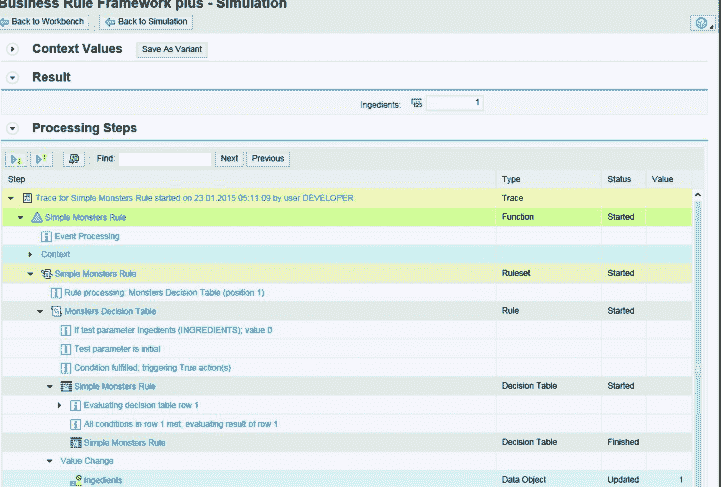 Business Rule Framework plus - Simulation
Back to Workbench Back to Simulation
Context Values Save As Variant
Result
Ingedients: 1
Processing Steps
Find: Next Previous
Step Type Status Value
Trace for Simple Monsters Rule started on 23.01.2015 05:11:09 by user DEVELOPER Trace
Simple Monsters Rule Function Started
Event Processing
Context
Simple Monsters Rule Ruleset Started
Rule processing: Monsters Decision Table (position 1)
Monsters Decision Table Rule Started
If test parameter Ingedients (INGREDIENTS); value 0
Test parameter is initial
Condition fulfilled, triggering True action(s)
Simple Monsters Rule Decision Table Started
Evaluating decision table row 1
All conditions in row 1 met, evaluating result of row 1
Simple Monsters Rule Decision Table Finished
Value Change
Ingedients Data Object Updated 1